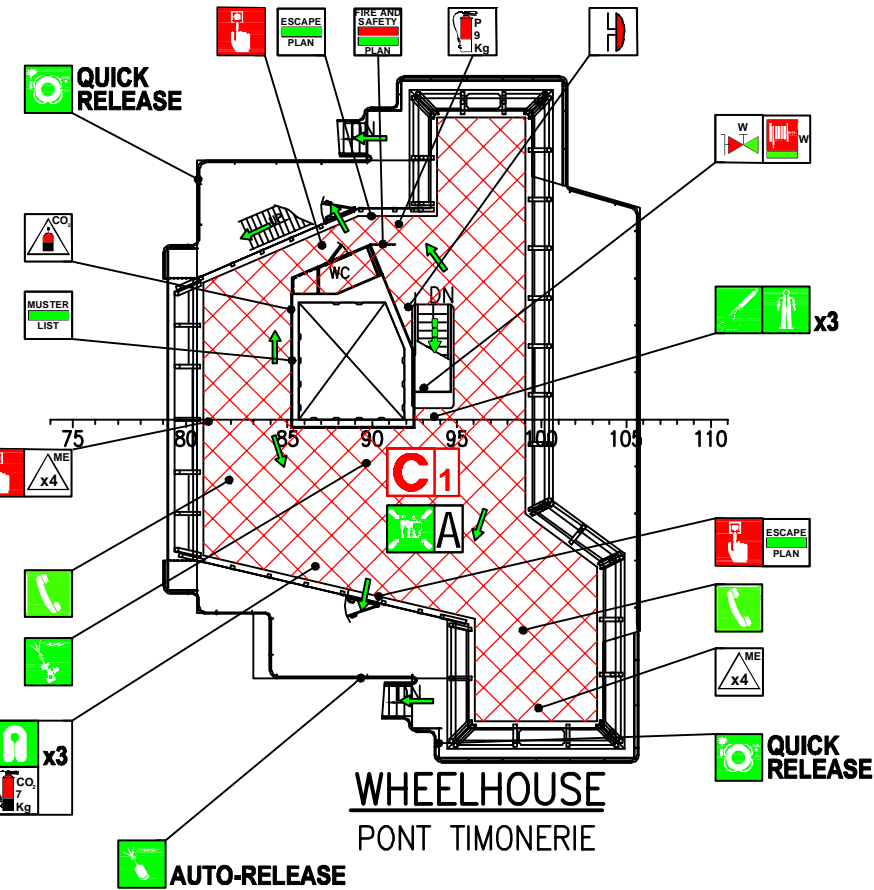 ESCAPE
PLAN
FIRE AND
SAFETY
PLAN
P
9
Kg
QUICK
RELEASE
W
W
CO2
WC
DN
MUSTER
LIST
x3
75 80 85 90 95 100 105 110
ME
x4
C 1
A
ESCAPE
PLAN
ME
x4
x3
CO2
7
Kg
QUICK
RELEASE
WHEELHOUSE
PONT TIMONERIE
AUTO-RELEASE